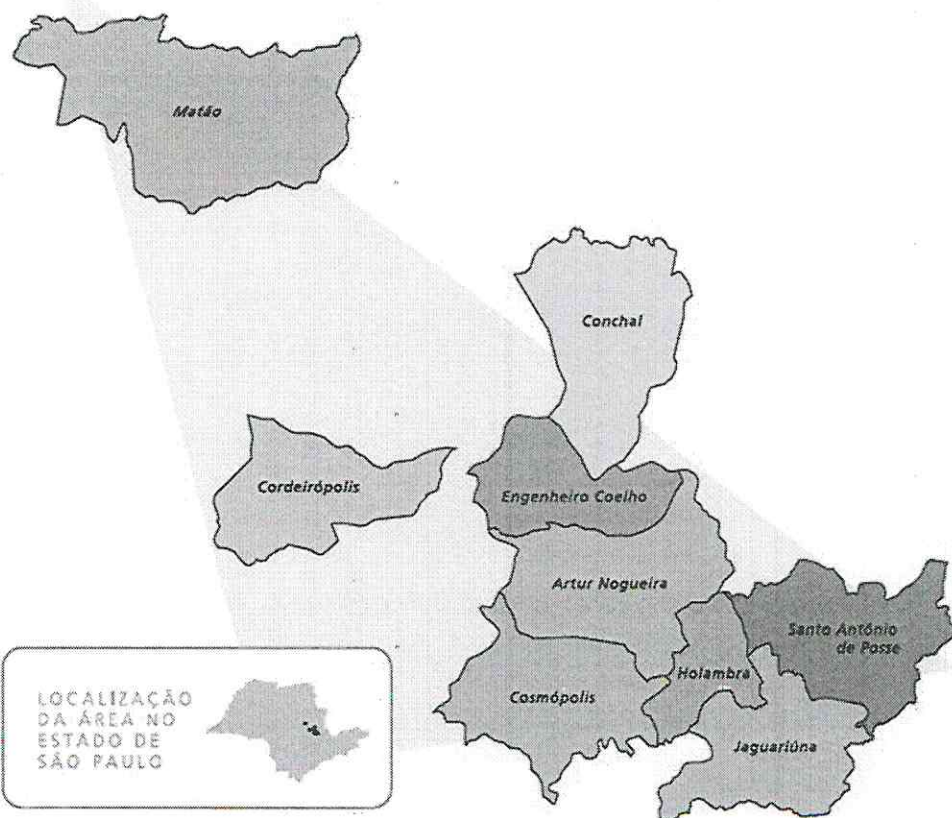 Matão
Conchal
Cordeirópolis
Engenheiro Coelho
Artur Nogueira
Santo Antônio
de Posse
Holambra
Cosmópolis
Jaguariúna
LOCALIZAÇÃO
DA ÁREA NO
ESTADO DE
SÃO PAULO